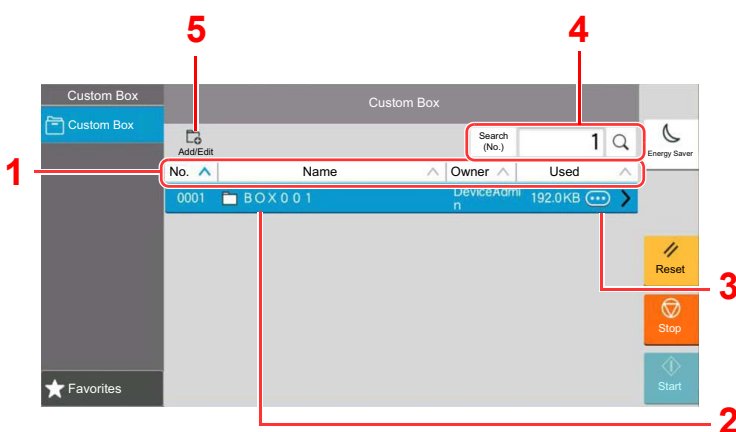 5
4
Custom Box
Custom Box
Custom Box
Add/Edit
Search
(No.)
1
Energy Saver
1
No.
Name
Owner
Used
0001
BOX001
DeviceAdmi
n
192.0KB
Reset
3
Stop
Favorites
Start
2